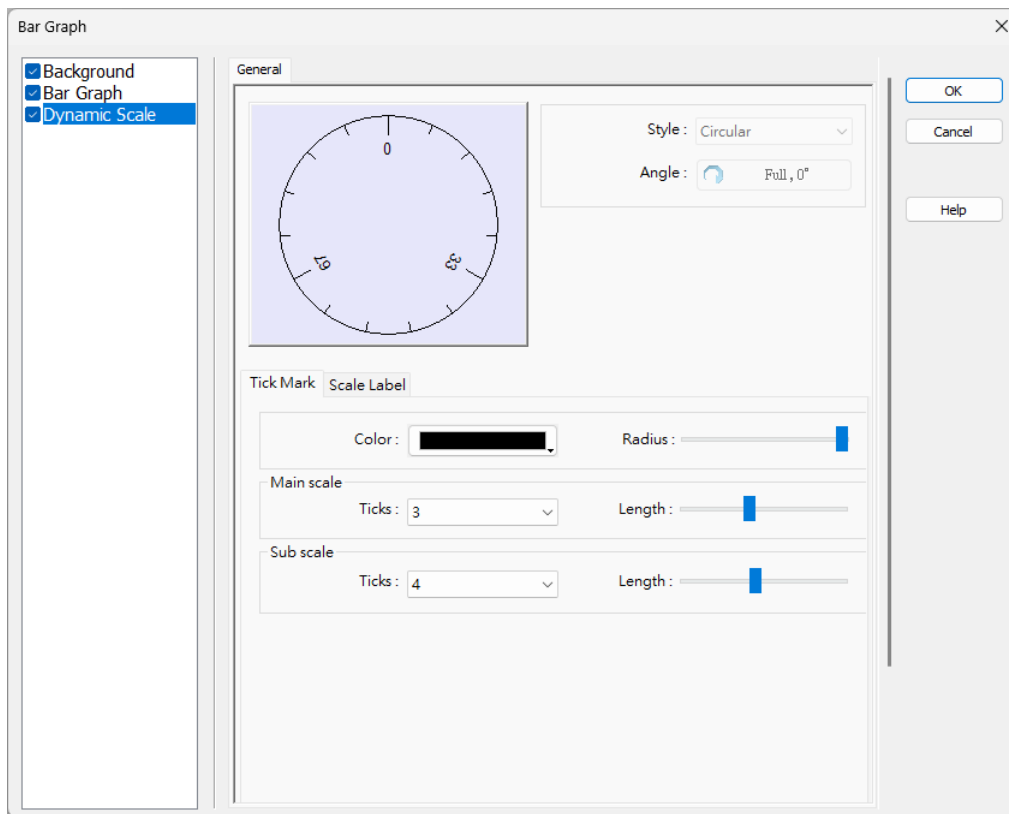 Bar Graph
Background
Bar Graph
Dynamic Scale
General
0
33
67
Style :
Circular
Angle :
Full , 0°
OK
Cancel
Help
Tick Mark
Scale Label
Color :
Radius :
Main scale
Ticks :
3
Length :
Sub scale
Ticks :
4
Length :